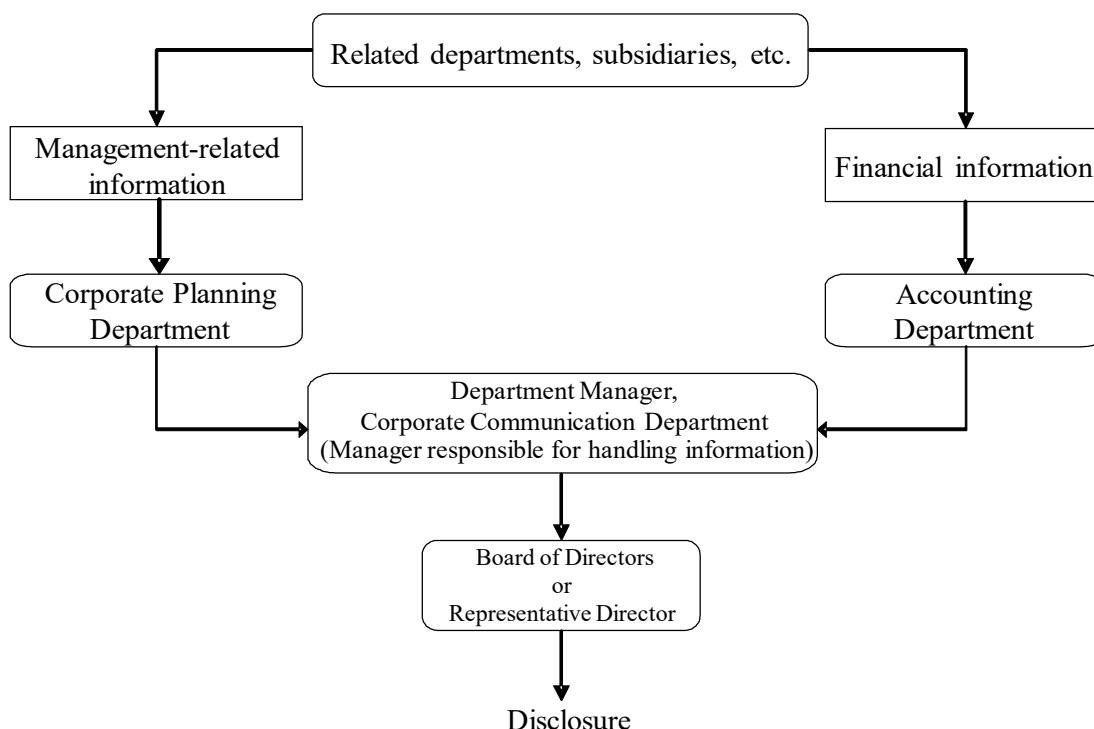 Related departments, subsidiaries, etc.
Management-related
information
Financial information
Corporate Planning
Department
Accounting
Department
Department Manager,
Corporate Communication Department
(Manager responsible for handling information)
Board of Directors
or
Representative Director
Disclosure